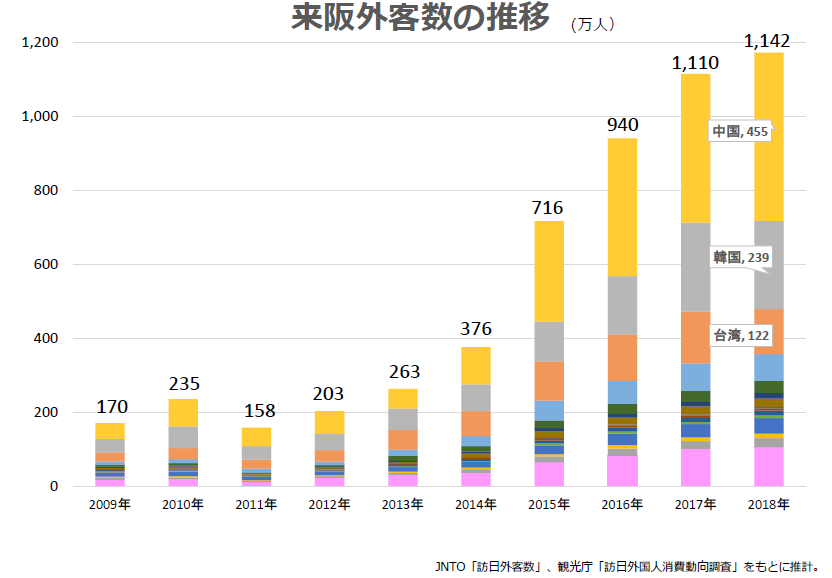 来阪外客数の推移 (万人)
1,200
1,000
800
600
400
200
0
170
235
158
203
263
376
716
940
1,110
1,142
中国, 455
韓国, 239
台湾, 122
2009年 2010年 2011年 2012年 2013年 2014年 2015年 2016年 2017年 2018年
JNTO「訪日外客数」、観光庁「訪日外国人消費動向調査」をもとに推計。